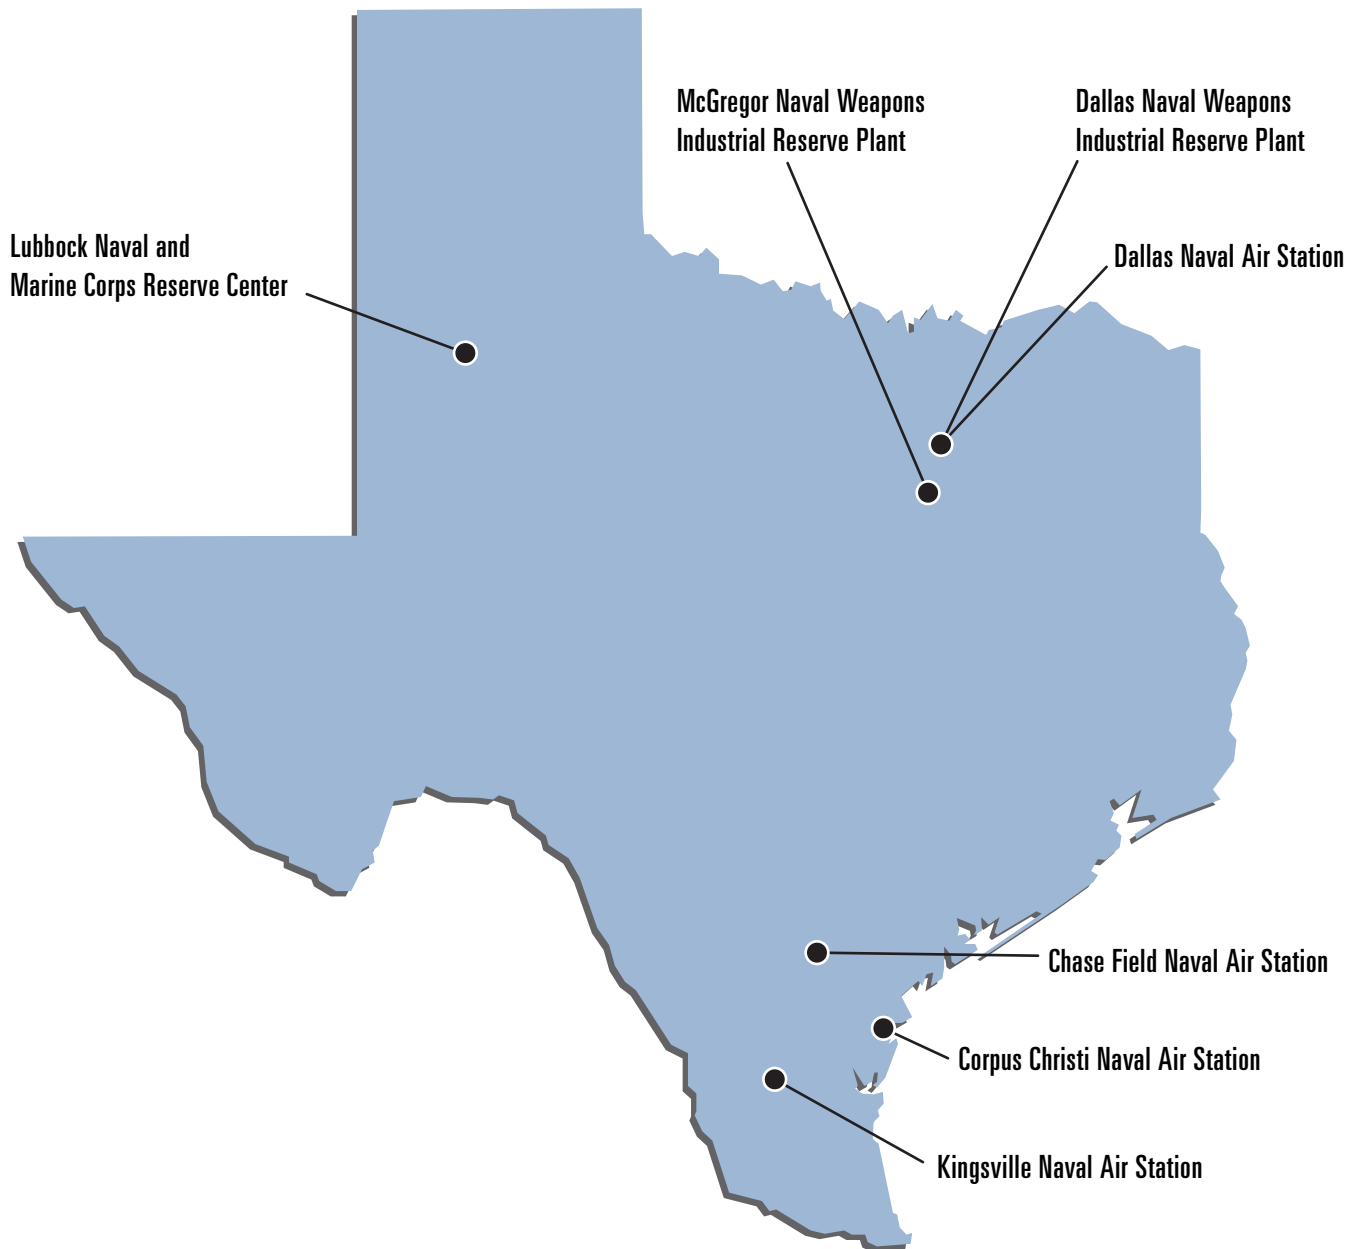 McGregor Naval Weapons
Industrial Reserve Plant
Dallas Naval Weapons
Industrial Reserve Plant
Lubbock Naval and
Marine Corps Reserve Center
Dallas Naval Air Station
Chase Field Naval Air Station
Corpus Christi Naval Air Station
Kingsville Naval Air Station